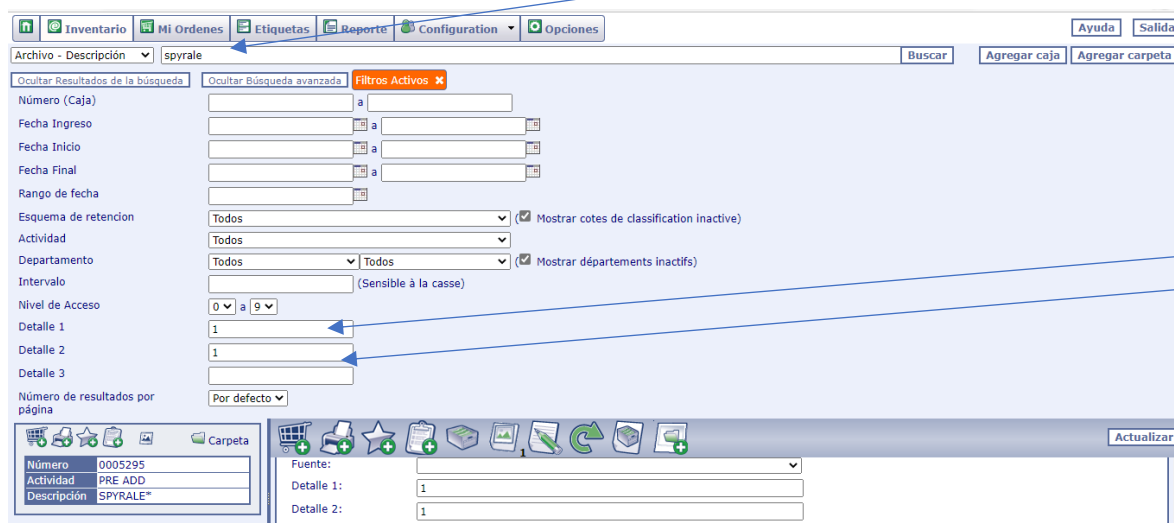 Inventario Mi Ordenes Etiquetas Reporte Configuration Opciones Ayuda Salida
Archivo - Descripción spyrale Buscar Agregar caja Agregar carpeta
Ocultar Resultados de la búsqueda Ocultar Búsqueda avanzada Filtros Activos ×
Número (Caja) a
Fecha Ingreso a
Fecha Inicio a
Fecha Final a
Rango de fecha
Esquema de retencion Todos (Mostrar cotes de classification inactive)
Actividad Todos
Departamento Todos Todos (Mostrar départements inactifs)
Intervalo (Sensible à la casse)
Nivel de Acceso 0 a 9
Detalle 1 1
Detalle 2 1
Detalle 3
Número de resultados por página Por defecto
Carpeta
Número 0005295
Actividad PRE ADD
Descripción SPYRALE*
1 Actualizar
Fuente:
Detalle 1: 1
Detalle 2: 1